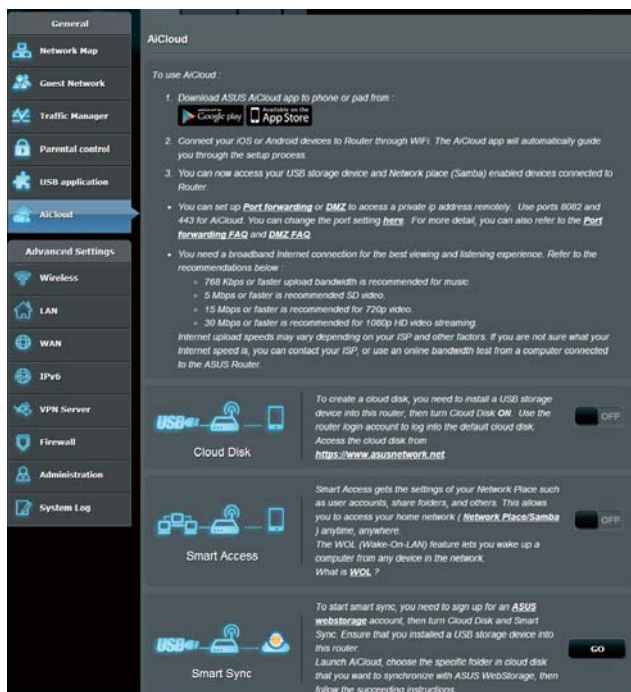 General
Network Map
Guest Network
Traffic Manager
Parental control
USB application
AiCloud
Advanced Settings
Wireless
LAN
WAN
IPv6
VPN Server
Firewall
Administration
System Log
AiCloud
To use AiCloud :
1. Download ASUS AiCloud app to phone or pad from :
Google play
Available on the
App Store
2. Connect your iOS or Android devices to Router through WiFi. The AiCloud app will automatically guide
you through the setup process.
3. You can now access your USB storage device and Network place (Samba) enabled devices connected to
Router.
• You can set up Port forwarding or DMZ to access a private ip address remotely. Use ports 8082 and
443 for AiCloud. You can change the port setting here. For more detail, you can also refer to the Port
forwarding FAQ and DMZ FAQ.
• You need a broadband Internet connection for the best viewing and listening experience. Refer to the
recommendations below :
768 Kbps or faster upload bandwidth is recommended for music.
5 Mbps or faster is recommended SD video.
15 Mbps or faster is recommended for 720p video.
30 Mbps or faster is recommended for 1080p HD video streaming.
Internet upload speeds may vary depending on your ISP and other factors. If you are not sure what your
Internet speed is, you can contact your ISP, or use an online bandwidth test from a computer connected
to the ASUS Router.
USB
Cloud Disk
To create a cloud disk, you need to install a USB storage
device into this router, then turn Cloud Disk ON. Use the
router login account to log into the default cloud disk.
Access the cloud disk from
https://www.asusnetwork.net.
OFF
Smart Access
Smart Access gets the settings of your Network Place such
as user accounts, share folders, and others. This allows
you to access your home network ( Network Place/Samba
) anytime, anywhere.
The WOL (Wake-On-LAN) feature lets you wake up a
computer from any device in the network.
What is WOL ?
OFF
USB
Smart Sync
To start smart sync, you need to sign up for an ASUS
webstorage account, then turn Cloud Disk and Smart
Sync. Ensure that you installed a USB storage device into
this router.
Launch AiCloud, choose the specific folder in cloud disk
that you want to synchronize with ASUS WebStorage, then
follow the succeeding instructions.
GO